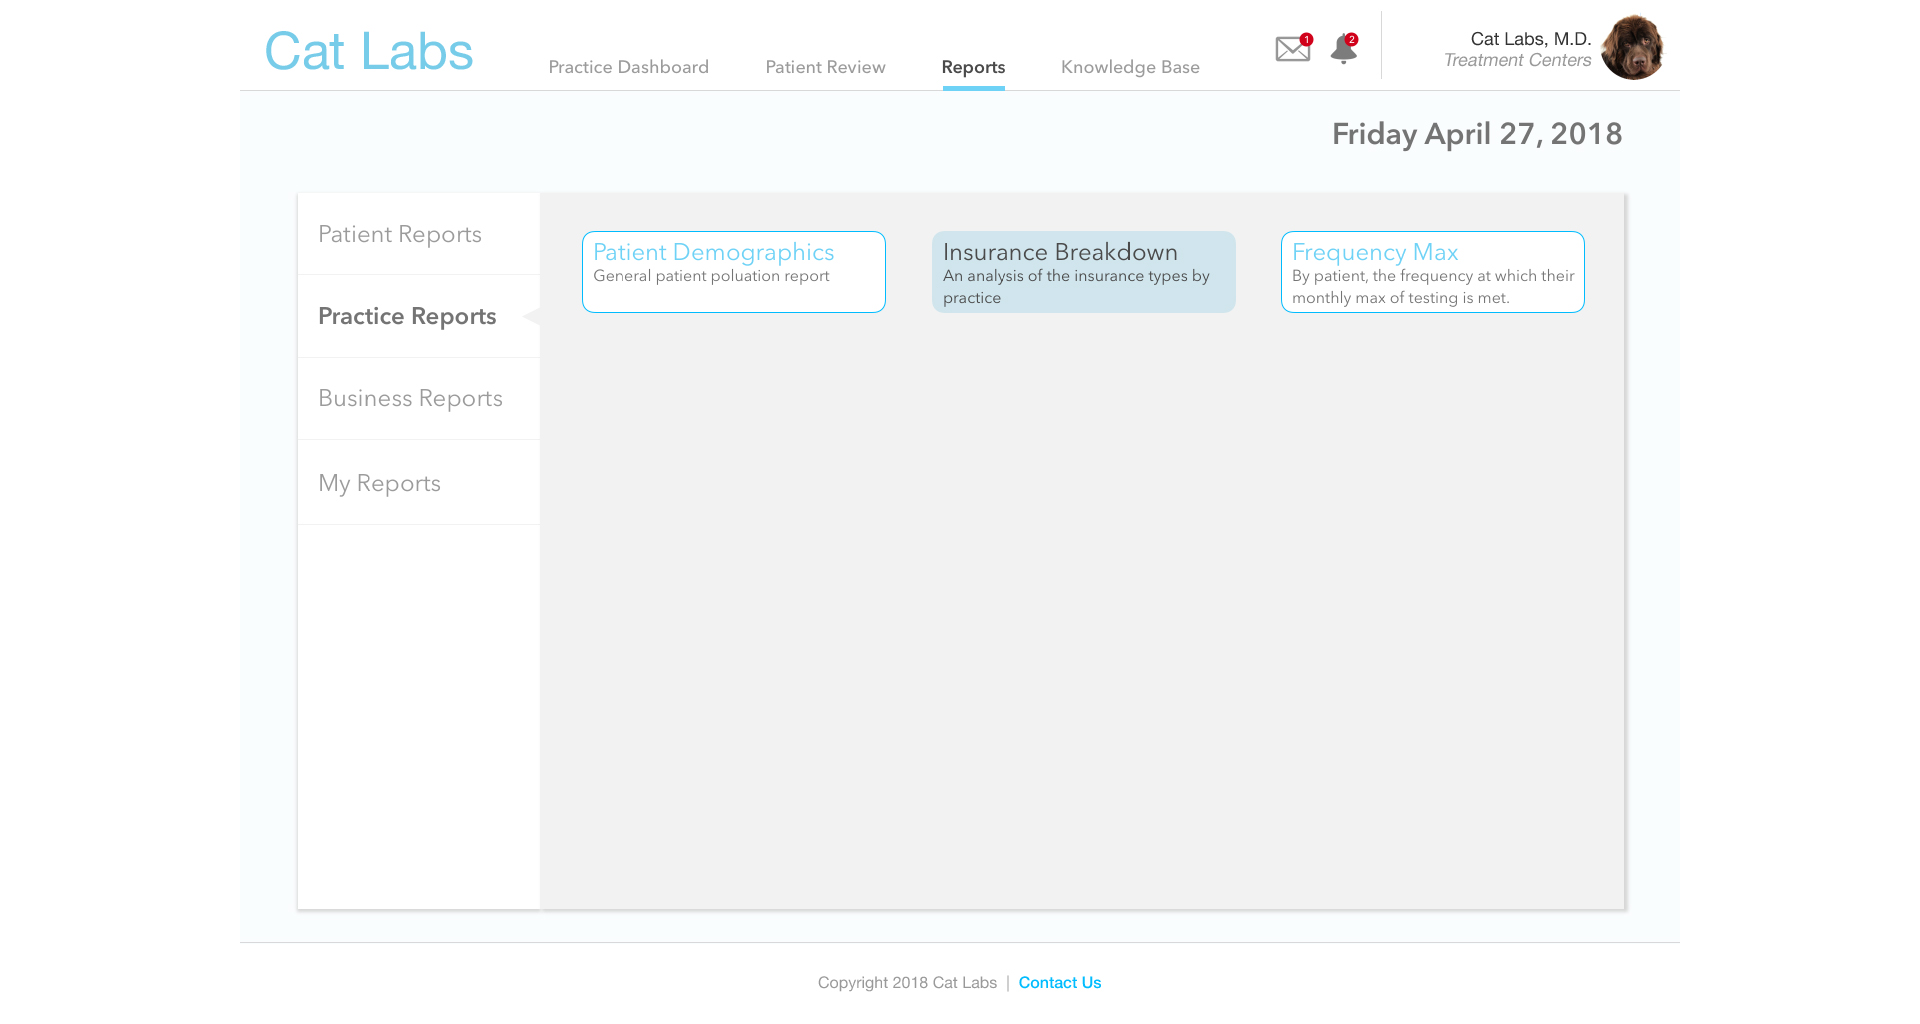 Cat Labs
Practice Dashboard
Patient Review
Reports
Knowledge Base
1
2
Cat Labs, M.D.
Treatment Centers
Friday April 27, 2018
Patient Reports
Practice Reports
Business Reports
My Reports
Patient Demographics
General patient poluation report
Insurance Breakdown
An analysis of the insurance types by
practice
Frequency Max
By patient, the frequency at which their
monthly max of testing is met.
Copyright 2018 Cat Labs | Contact Us